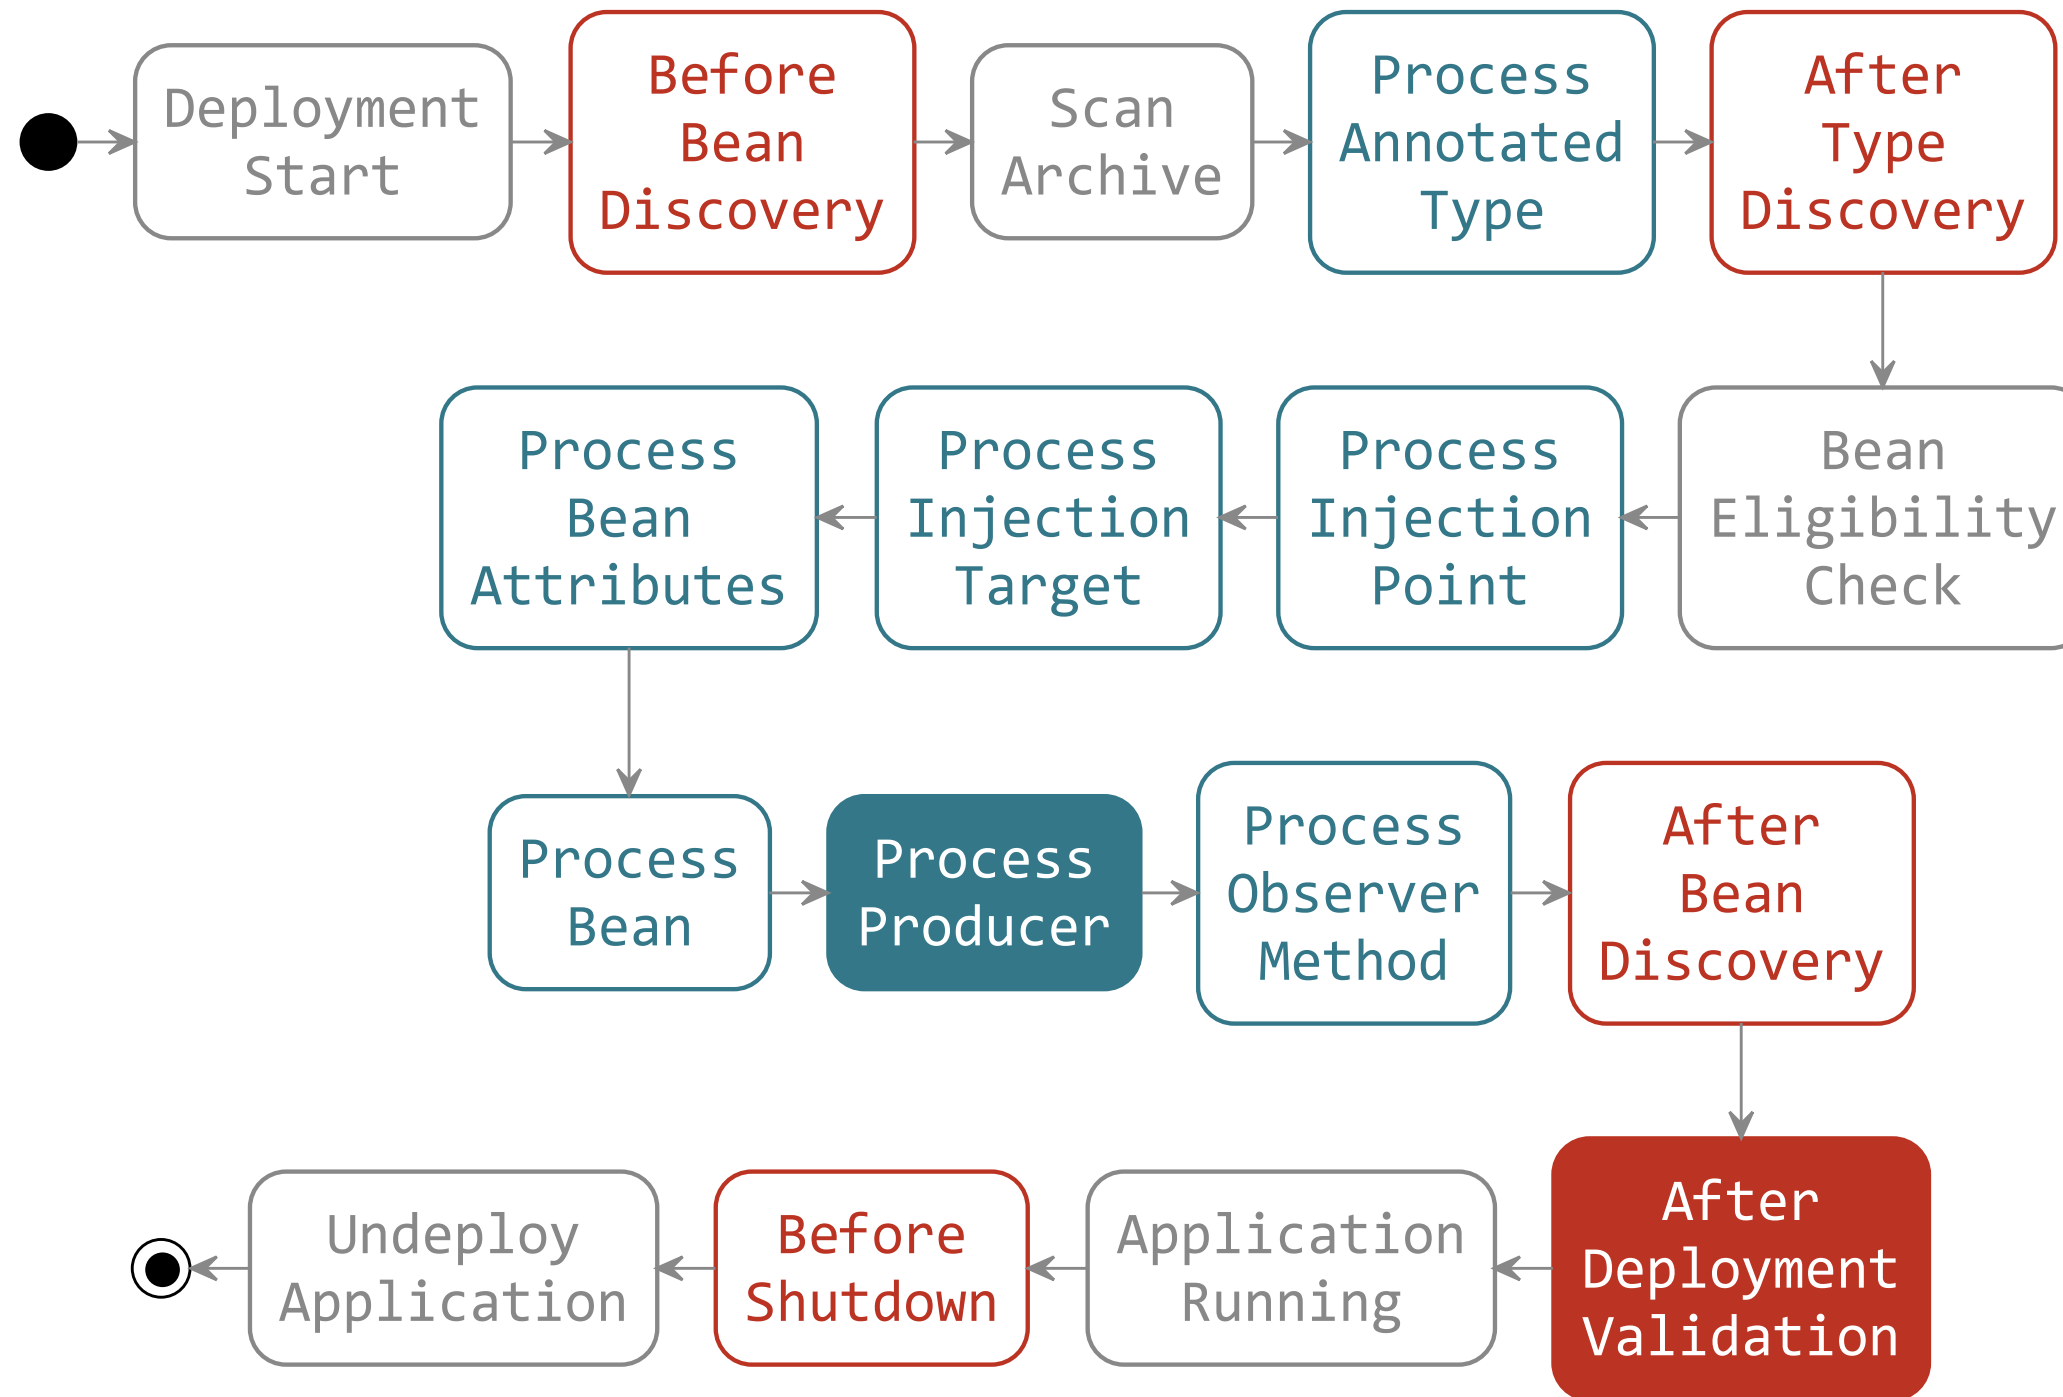 Deployment
Start
Before
Bean
Discovery
Scan
Archive
Process
Annotated
Type
After
Type
Discovery
Process
Bean
Attributes
Process
Injection
Target
Process
Injection
Point
Bean
Eligibility
Check
Process
Bean
Process
Producer
Process
Observer
Method
After
Bean
Discovery
Undeploy
Application
Before
Shutdown
Application
Running
After
Deployment
Validation